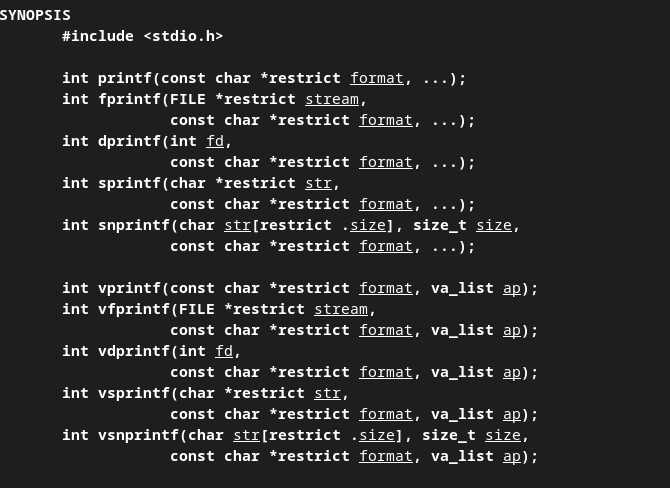 SYNOPSIS
#include <stdio.h>
int printf(const char *restrict format, ...);
int fprintf(FILE *restrict stream,
const char *restrict format, ...);
int dprintf(int fd,
const char *restrict format, ...);
int sprintf(char *restrict str,
const char *restrict format, ...);
int snprintf(char str[restrict .size], size_t size,
const char *restrict format, ...);
int vprintf(const char *restrict format, va_list ap);
int vfprintf(FILE *restrict stream,
const char *restrict format, va_list ap);
int vdprintf(int fd,
const char *restrict format, va_list ap);
int vsprintf(char *restrict str,
const char *restrict format, va_list ap);
int vsnprintf(char str[restrict .size], size_t size,
const char *restrict format, va_list ap);